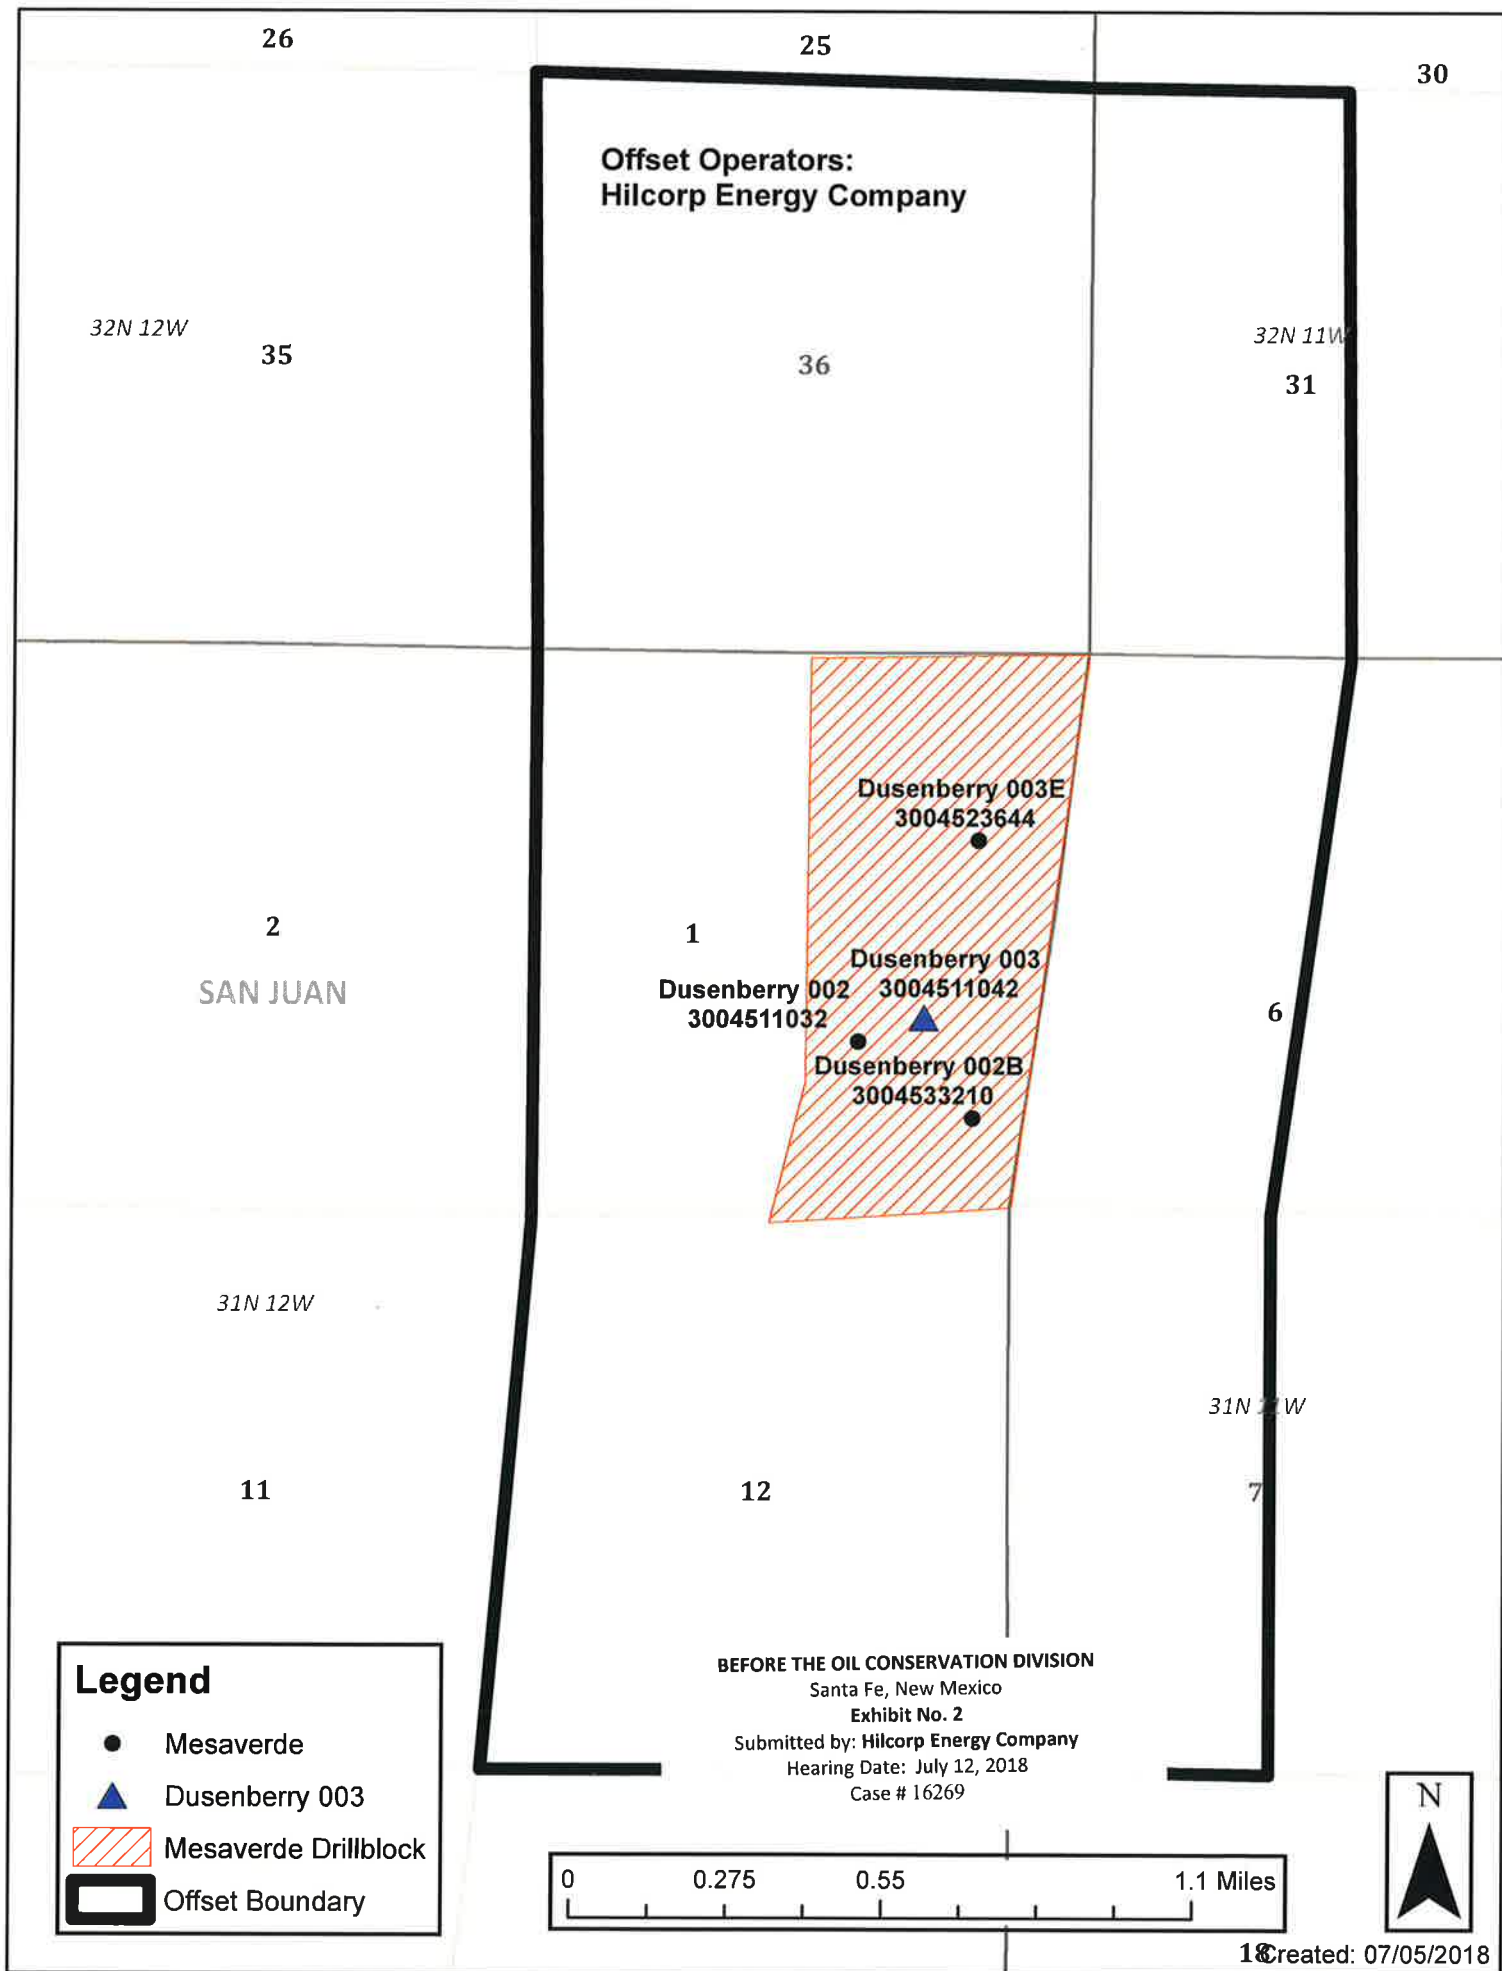 26
25
30
Offset Operators:
Hilcorp Energy Company
32N 12W
32N 11W
35
36
31
Dusenberry 003E
3004523644
2
1
SAN JUAN
Dusenberry 003
3004511042
Dusenberry 002
3004511032
6
Dusenberry 002B
3004533210
31N 12W
31N 11W
11
12
7
Legend
Mesaverde
Dusenberry 003
Mesaverde Drillblock
Offset Boundary
BEFORE THE OIL CONSERVATION DIVISION
Santa Fe, New Mexico
Exhibit No. 2
Submitted by: Hilcorp Energy Company
Hearing Date: July 12, 2018
Case # 16269
0 0.275 0.55 1.1 Miles
N
18
Created: 07/05/2018